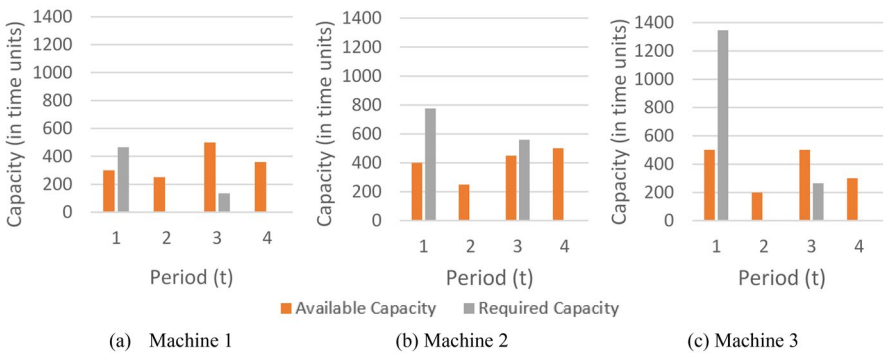 Capacity (in time units)
1400
1200
1000
800
600
400
200
0
1 2 3 4
Period (t)
Capacity (in time units)
1400
1200
1000
800
600
400
200
0
1 2 3 4
Period (t)
Capacity (in time units)
1400
1200
1000
800
600
400
200
0
1 2 3 4
Period (t)
Available Capacity Required Capacity
(a) Machine 1
(b) Machine 2
(c) Machine 3